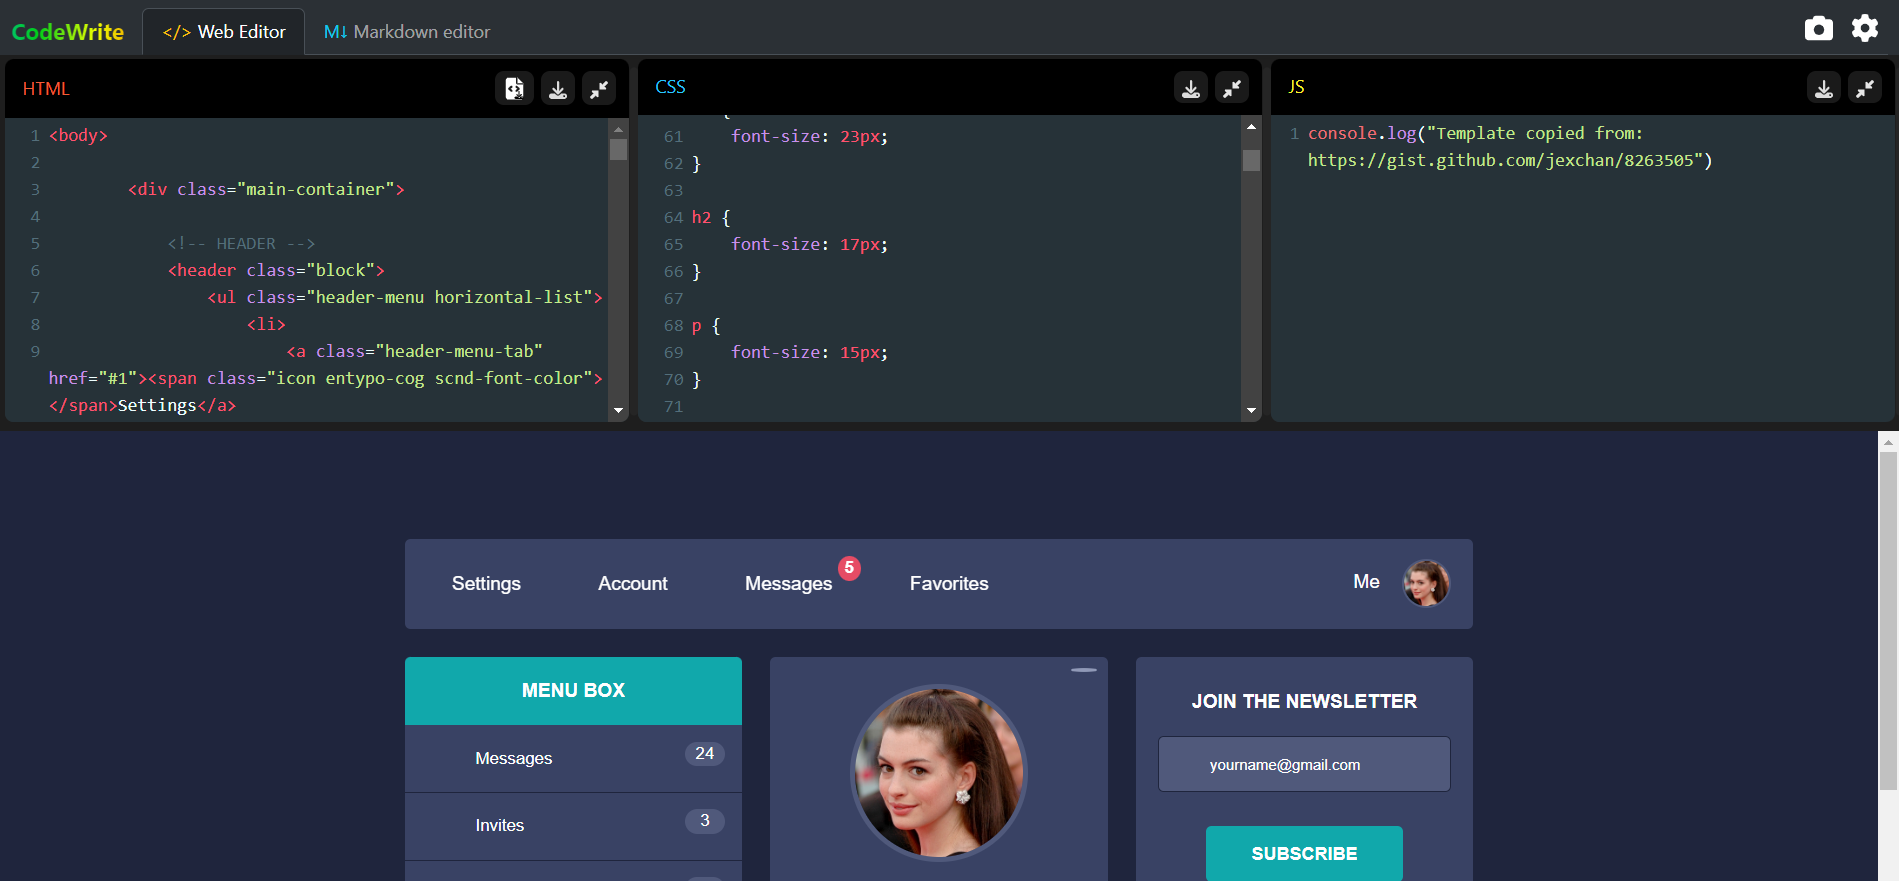 CodeWrite </> Web Editor M↓ Markdown editor
HTML
1 <body>
2
3 <div class="main-container">
4
5 <!-- HEADER -->
6 <header class="block">
7 <ul class="header-menu horizontal-list">
8 <li>
9 <a class="header-menu-tab"
href="#1"><span class="icon entypo-cog scnd-font-color">
</span>Settings</a>
CSS
{
61 font-size: 23px;
62 }
63
64 h2 {
65 font-size: 17px;
66 }
67
68 p {
69 font-size: 15px;
70 }
71
JS
1 console.log("Template copied from:
https://gist.github.com/jexchan/8263505")
Settings Account Messages 5 Favorites Me
MENU BOX
Messages 24
Invites 3
JOIN THE NEWSLETTER
yourname@gmail.com
SUBSCRIBE